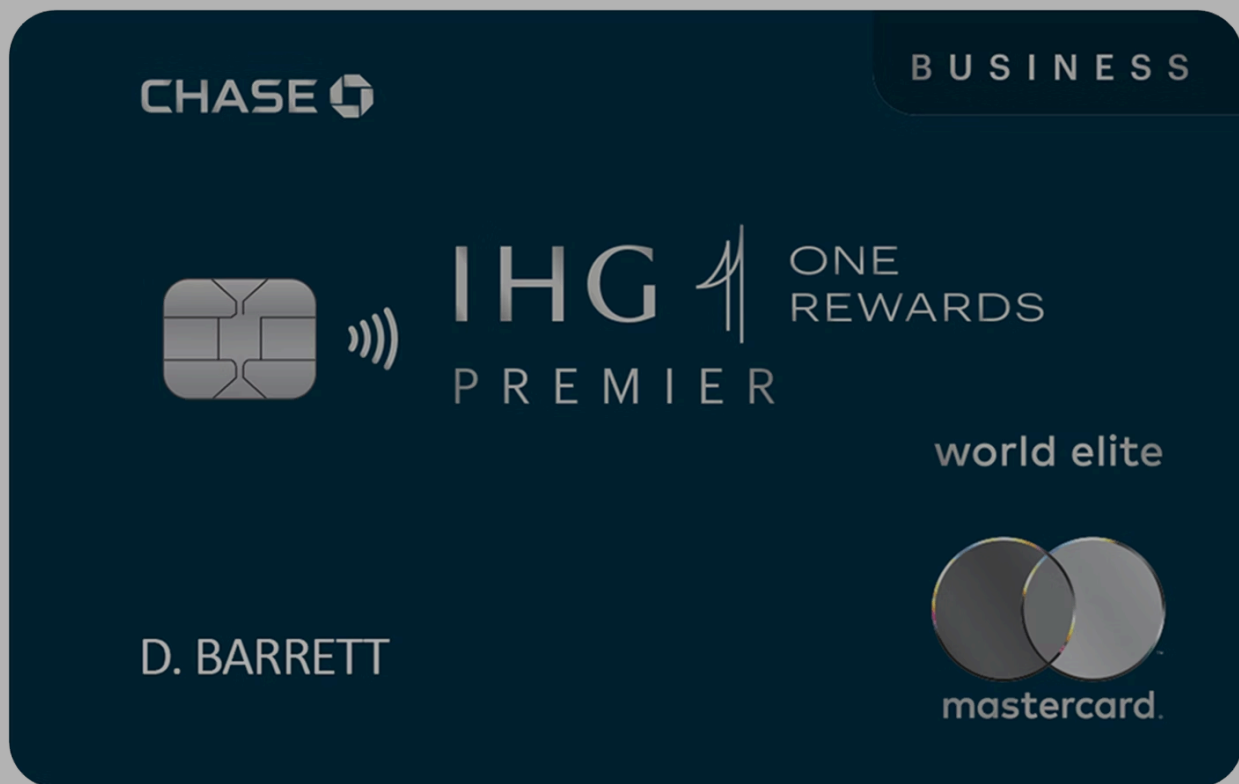 CHASE
BUSINESS
IHG ONE
REWARDS
PREMIER
world elite
D. BARRETT
mastercard.